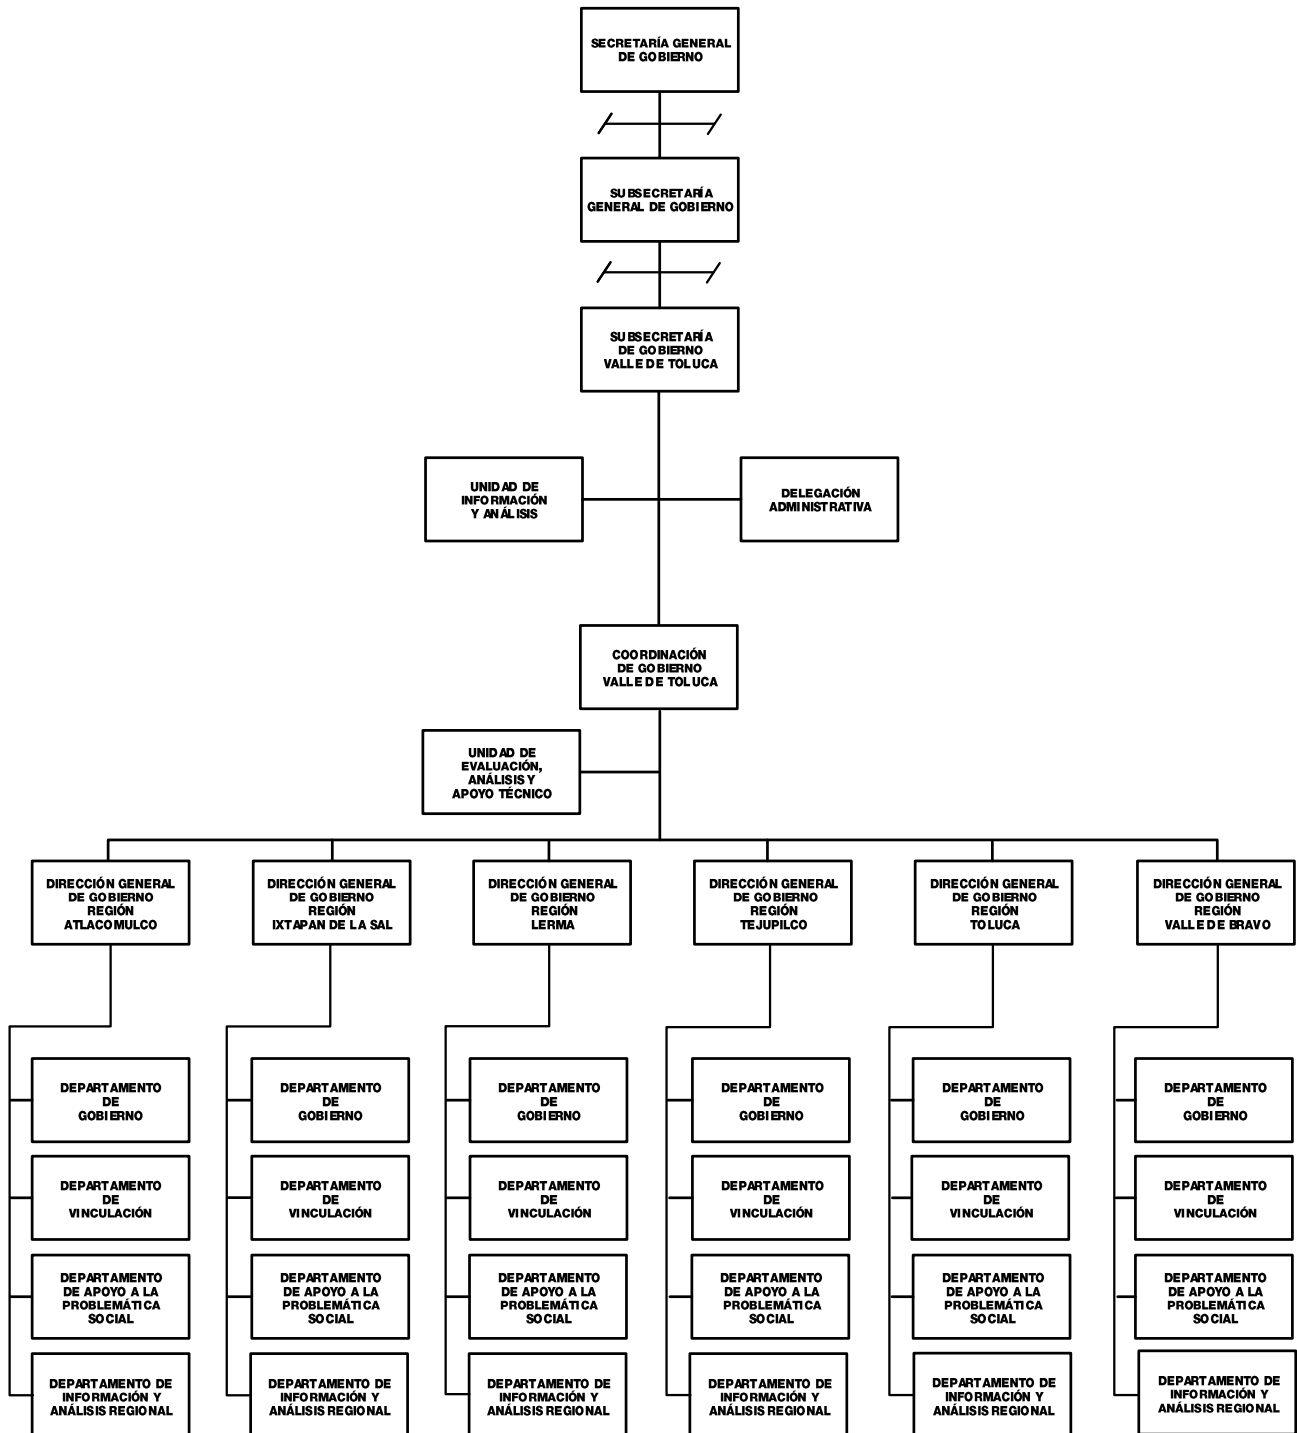 SECRETARÍA GENERAL
DE GOBIERNO
SUBSECRETARÍA
GENERAL DE GOBIERNO
SUBSECRETARÍA
DE GOBIERNO
VALLE DE TOLUCA
UNIDAD DE
INFORMACIÓN
Y ANÁLISIS
DELEGACIÓN
ADMINISTRATIVA
COORDINACIÓN
DE GOBIERNO
VALLE DE TOLUCA
UNIDAD DE
EVALUACIÓN,
ANÁLISIS Y
APOYO TÉCNICO
DIRECCIÓN GENERAL
DE GOBIERNO
REGIÓN
ATLACOMULCO
DIRECCIÓN GENERAL
DE GOBIERNO
REGIÓN
IXTAPAN DE LA SAL
DIRECCIÓN GENERAL
DE GOBIERNO
REGIÓN
LERMA
DIRECCIÓN GENERAL
DE GOBIERNO
REGIÓN
TEJUPILCO
DIRECCIÓN GENERAL
DE GOBIERNO
REGIÓN
TOLUCA
DIRECCIÓN GENERAL
DE GOBIERNO
REGIÓN
VALLE DE BRAVO
DEPARTAMENTO
DE
GOBIERNO
DEPARTAMENTO
DE
GOBIERNO
DEPARTAMENTO
DE
GOBIERNO
DEPARTAMENTO
DE
GOBIERNO
DEPARTAMENTO
DE
GOBIERNO
DEPARTAMENTO
DE
GOBIERNO
DEPARTAMENTO
DE
VINCULACIÓN
DEPARTAMENTO
DE
VINCULACIÓN
DEPARTAMENTO
DE
VINCULACIÓN
DEPARTAMENTO
DE
VINCULACIÓN
DEPARTAMENTO
DE
VINCULACIÓN
DEPARTAMENTO
DE
VINCULACIÓN
DEPARTAMENTO
DE APOYO A LA
PROBLEMÁTICA
SOCIAL
DEPARTAMENTO
DE APOYO A LA
PROBLEMÁTICA
SOCIAL
DEPARTAMENTO
DE APOYO A LA
PROBLEMÁTICA
SOCIAL
DEPARTAMENTO
DE APOYO A LA
PROBLEMÁTICA
SOCIAL
DEPARTAMENTO
DE APOYO A LA
PROBLEMÁTICA
SOCIAL
DEPARTAMENTO
DE APOYO A LA
PROBLEMÁTICA
SOCIAL
DEPARTAMENTO DE
INFORMACIÓN Y
ANÁLISIS REGIONAL
DEPARTAMENTO DE
INFORMACIÓN Y
ANÁLISIS REGIONAL
DEPARTAMENTO DE
INFORMACIÓN Y
ANÁLISIS REGIONAL
DEPARTAMENTO DE
INFORMACIÓN Y
ANÁLISIS REGIONAL
DEPARTAMENTO DE
INFORMACIÓN Y
ANÁLISIS REGIONAL
DEPARTAMENTO DE
INFORMACIÓN Y
ANÁLISIS REGIONAL